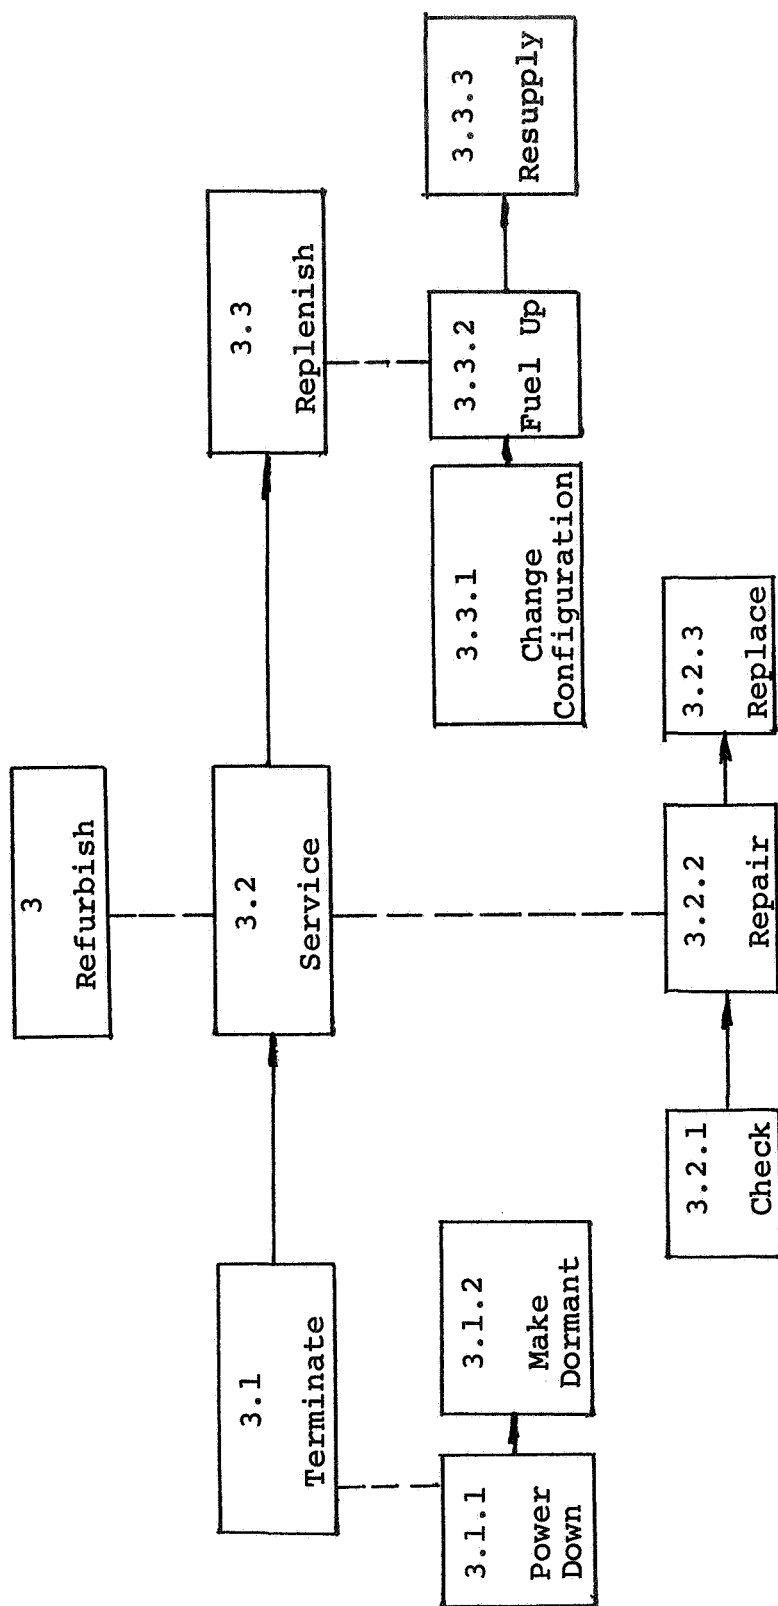 3
Refurbish
3.1
Terminate
3.2
Service
3.3
Replenish
3.1.1
Power
Down
3.1.2
Make
Dormant
3.3.1
Change
Configuration
3.3.2
Fuel Up
3.3.3
Resupply
3.2.1
Check
3.2.2
Repair
3.2.3
Replace